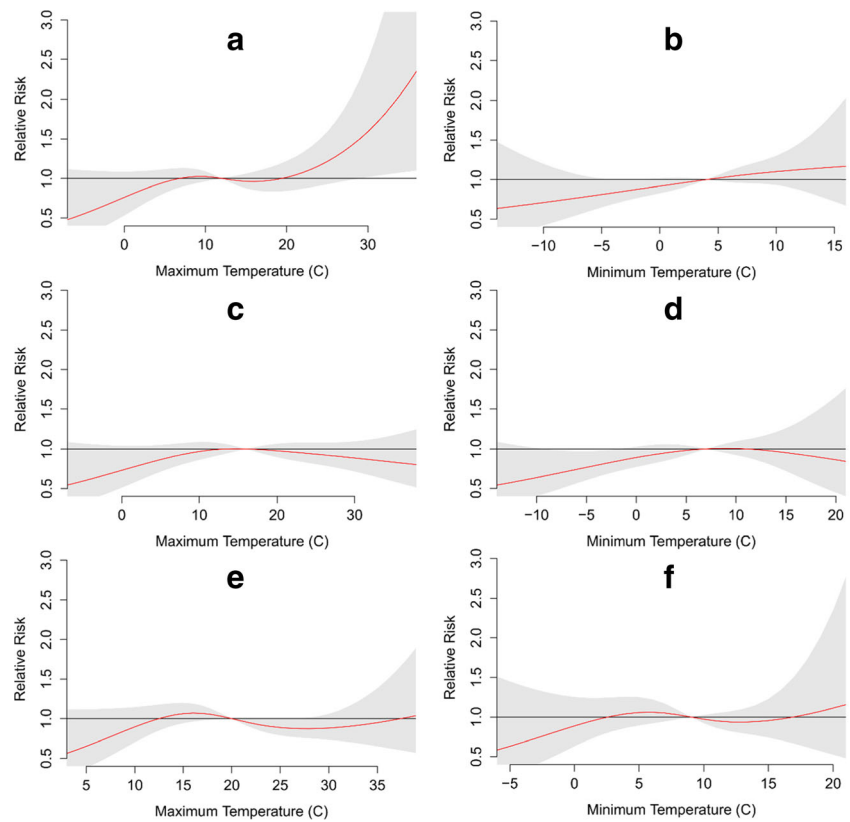 a
Relative Risk
0.5 1.0 1.5 2.0 2.5 3.0
0 10 20 30
Maximum Temperature (C)
b
Relative Risk
0.5 1.0 1.5 2.0 2.5 3.0
−10 −5 0 5 10 15
Minimum Temperature (C)
c
Relative Risk
0.5 1.0 1.5 2.0 2.5 3.0
0 10 20 30
Maximum Temperature (C)
d
Relative Risk
0.5 1.0 1.5 2.0 2.5 3.0
−10 −5 0 5 10 15 20
Minimum Temperature (C)
e
Relative Risk
0.5 1.0 1.5 2.0 2.5 3.0
5 10 15 20 25 30 35
Maximum Temperature (C)
f
Relative Risk
0.5 1.0 1.5 2.0 2.5 3.0
−5 0 5 10 15 20
Minimum Temperature (C)